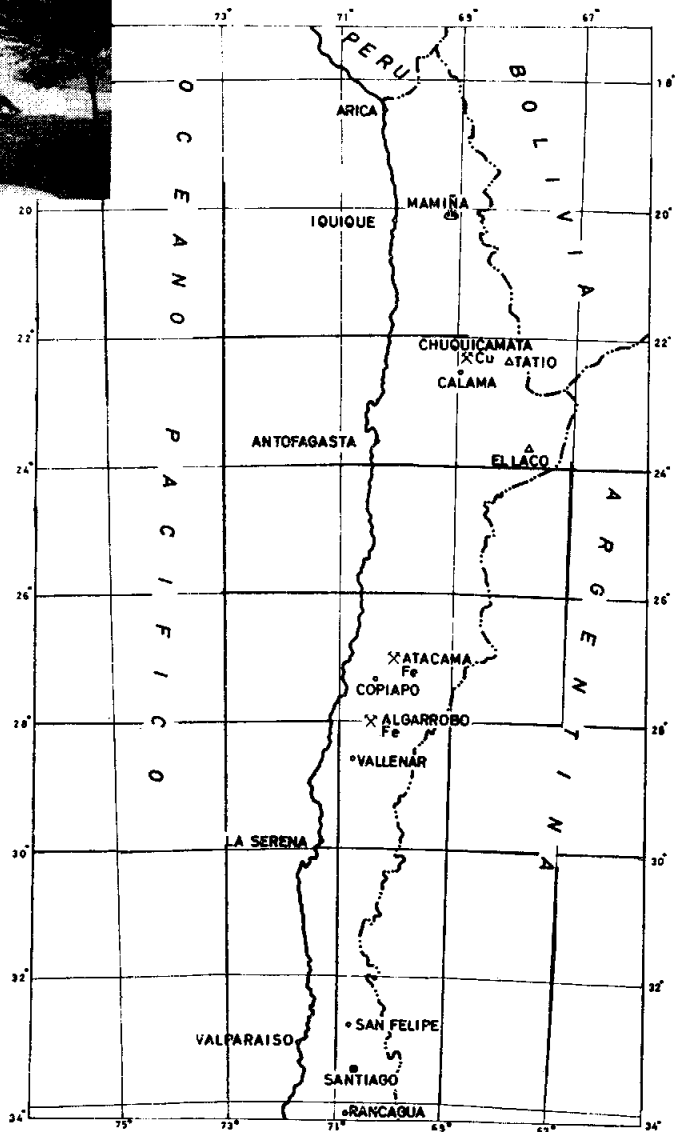 73° 71° 69° 67°
PERU
BOLIVIA
OCEANO PACIFICO
18°
ARICA
MAMIÑA
20° 20°
IQUIQUE
22° 22°
CHUQUICAMATA
Cu TATIO
CALAMA
ANTOFAGASTA
EL LACO
24° 24°
ARGENTINA
26° 26°
ATACAMA
Fe
COPIAPO
28° ALGARROBO 28°
Fe
VALLENAR
LA SERENA
30° 30°
32° 32°
SAN FELIPE
VALPARAISO
SANTIAGO
RANCAGUA
34° 34°
75° 73° 71° 69° 67°